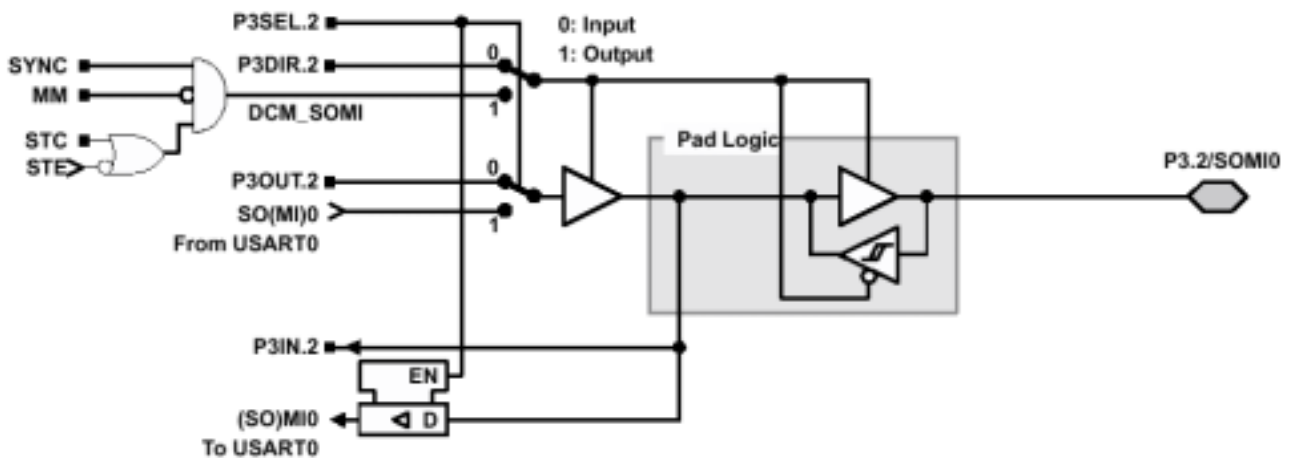 P3SEL.2
0: Input
1: Output
SYNC
P3DIR.2
0
MM
1
DCM_SOMI
STC
STE
Pad Logic
P3.2/SOMI0
P3OUT.2
0
SO(MI)0
1
From USART0
P3IN.2
EN
(SO)MI0
D
To USART0